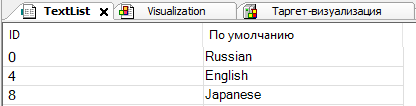 TextList Visualization Таргет-визуализация
ID По умолчанию
0 Russian
4 English
8 Japanese